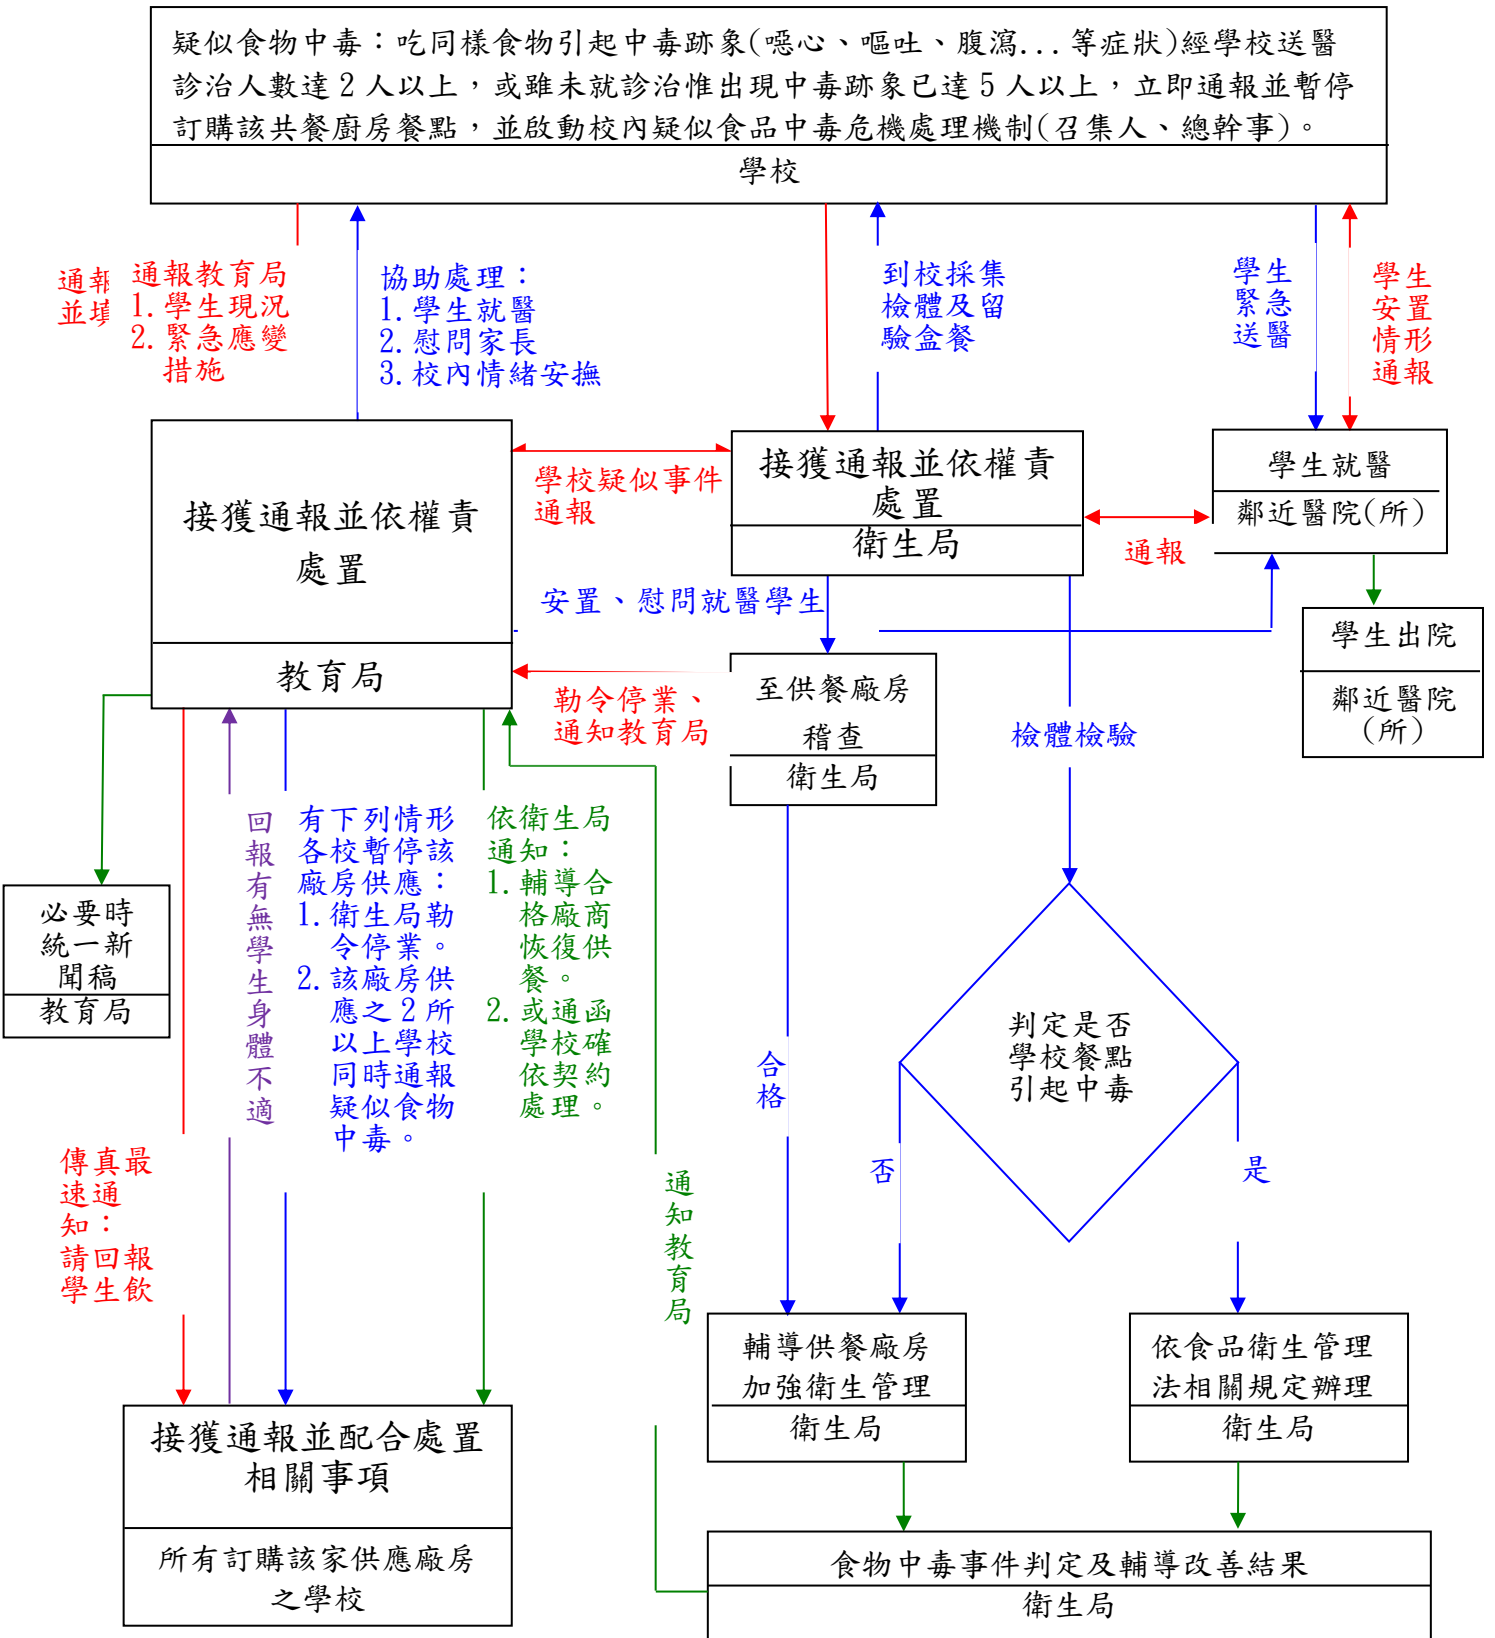 疑似食物中毒：吃同樣食物引起中毒跡象(噁心、嘔吐、腹瀉...等症狀)經學校送醫
診治人數達2人以上，或雖未就診治惟出現中毒跡象已達5人以上，立即通報並暫停
訂購該共餐廚房餐點，並啟動校內疑似食品中毒危機處理機制(召集人、總幹事)。
學校
通報
並填
通報教育局
1.學生現況
2.緊急應變
措施
協助處理：
1.學生就醫
2.慰問家長
3.校內情緒安撫
到校採集
檢體及留
驗盒餐
學生
緊急
送醫
學生
安置
情形
通報
接獲通報並依權責
處置
教育局
學校疑似事件
通報
接獲通報並依權責
處置
衛生局
通報
學生就醫
鄰近醫院(所)
安置、慰問就醫學生
學生出院
鄰近醫院
(所)
勒令停業、
通知教育局
至供餐廠房
稽查
衛生局
檢體檢驗
必要時
統一新
聞稿
教育局
回報有無學生身體不適
有下列情形
各校暫停該
廠房供應：
1.衛生局勒
令停業。
2.該廠房供
應之2所
以上學校
同時通報
疑似食物
中毒。
依衛生局
通知：
1.輔導合
格廠商
恢復供
餐。
2.或通函
學校確
依契約
處理。
合格
判定是否
學校餐點
引起中毒
否
是
傳真最
速通
知：
請回報
學生飲
通知教育局
輔導供餐廠房
加強衛生管理
衛生局
依食品衛生管理
法相關規定辦理
衛生局
接獲通報並配合處置
相關事項
所有訂購該家供應廠房
之學校
食物中毒事件判定及輔導改善結果
衛生局